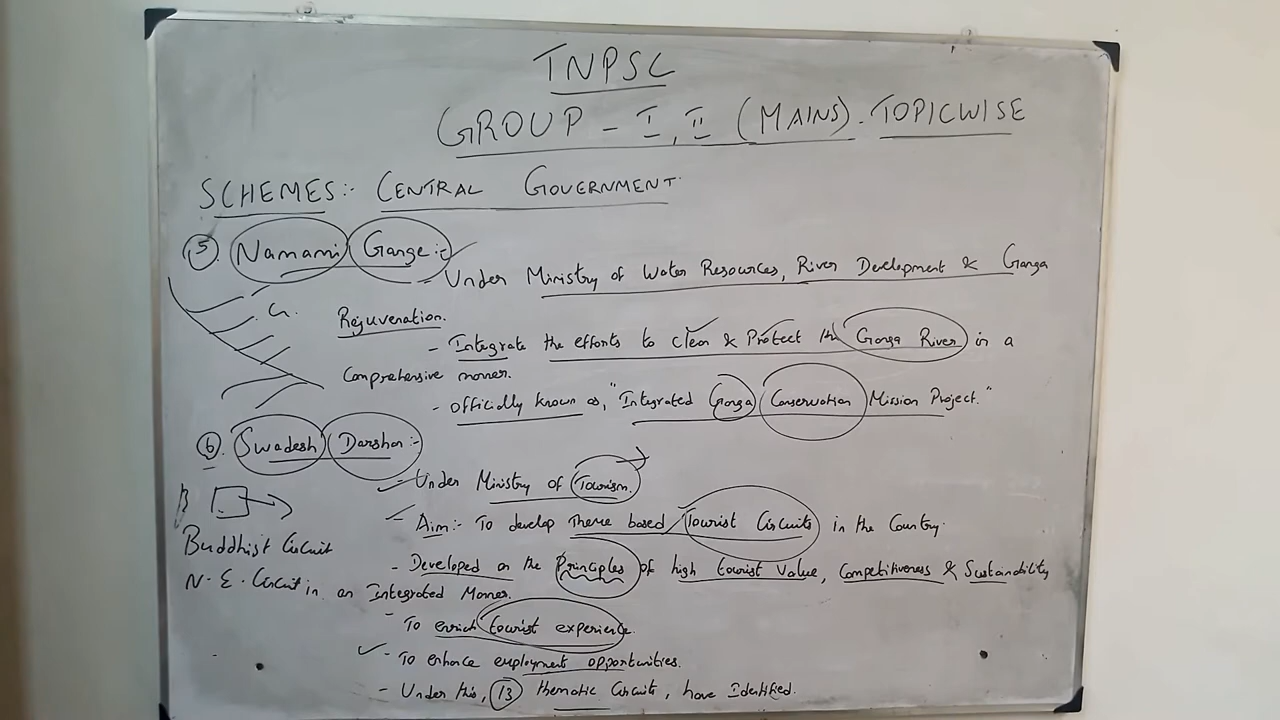 TNPSC
GROUP - I, II (MAINS). TOPICWISE
SCHEMES:- CENTRAL GOVERNMENT.
5. Namami Gange :-
- Under Ministry of Water Resources, River Development & Ganga
G.
Rejuvenation.
- Integrate the efforts to clean & Protect the Ganga River in a
Comprehensive manner.
- Officially known as, "Integrated Ganga Conservation Mission Project."
6. Swadesh Darshan :-
- Under Ministry of Tourism.
- Aim:- To develop Theme based Tourist Circuits in the Country.
B
Buddhist Circuit
- Developed on the Principles of high tourist value, Competitiveness & Sustainability
N. E. Circuit in an Integrated Manner.
- To enrich tourist experience.
- To enhance employment opportunities.
- Under this, 13 thematic Circuits, have Identified.